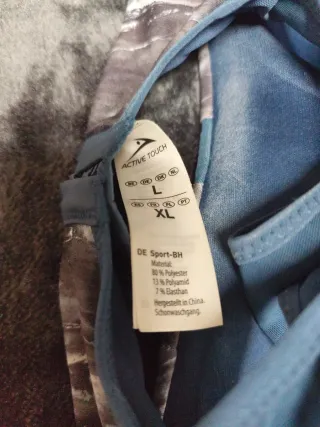 ACTIVE TOUCH
L
XL
DE Sport-BH
Material:
80 % Polyester
13 % Polyamid
7 % Elasthan
Hergestellt in China.
Schonwaschgang.